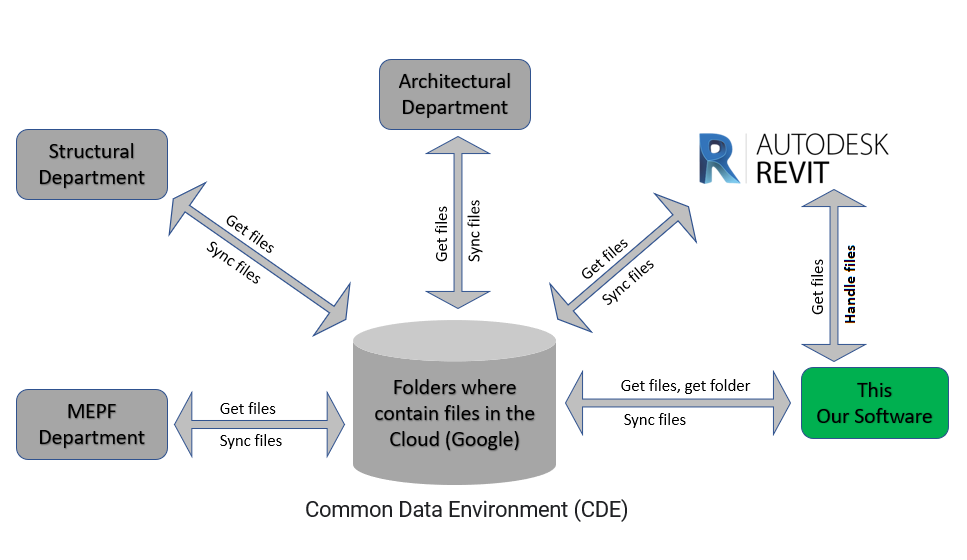 Architectural
Department
Structural
Department
AUTODESK
REVIT
Get files
Sync files
Get files
Sync files
Get files
Sync files
Get files
Handle files
Folders where
contain files in the
Cloud (Google)
MEPF
Department
Get files
Sync files
Get files, get folder
Sync files
This
Our Software
Common Data Environment (CDE)